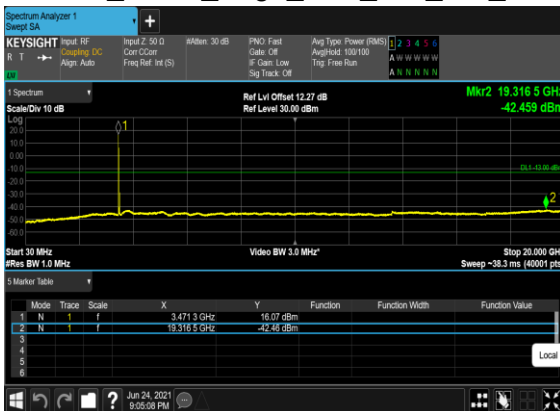 Spectrum Analyzer 1
Swept SA
+
KEYSIGHT Input: RF Input Z: 50 Ω #Atten: 30 dB PNO: Fast Avg Type: Power (RMS) 1 2 3 4 5 6
R T Coupling: DC Corr CCorr Gate: Off Avg|Hold: 100/100 A W W W W W
Align: Auto Freq Ref: Int (S) IF Gain: Low Trig: Free Run
Sig Track: Off A N N N N N
1 Spectrum Ref Lvl Offset 12.27 dB Mkr2 19.316 5 GHz
Scale/Div 10 dB Ref Level 30.00 dBm -42.459 dBm
Log
1
20.0
10.0
0.00
-10.0
DL1 -13.00 dBm
-20.0
-30.0
2
-40.0
-50.0
-60.0
Start 30 MHz Video BW 3.0 MHz* Stop 20.000 GHz
#Res BW 1.0 MHz Sweep ~38.3 ms (40001 pts)
5 Marker Table
Mode Trace Scale X Y Function Function Width Function Value
1 N 1 f 3.471 3 GHz 16.07 dBm
2 N 1 f 19.316 5 GHz -42.46 dBm
3
4
5
6
Local
? Jun 24, 2021
9:05:08 PM